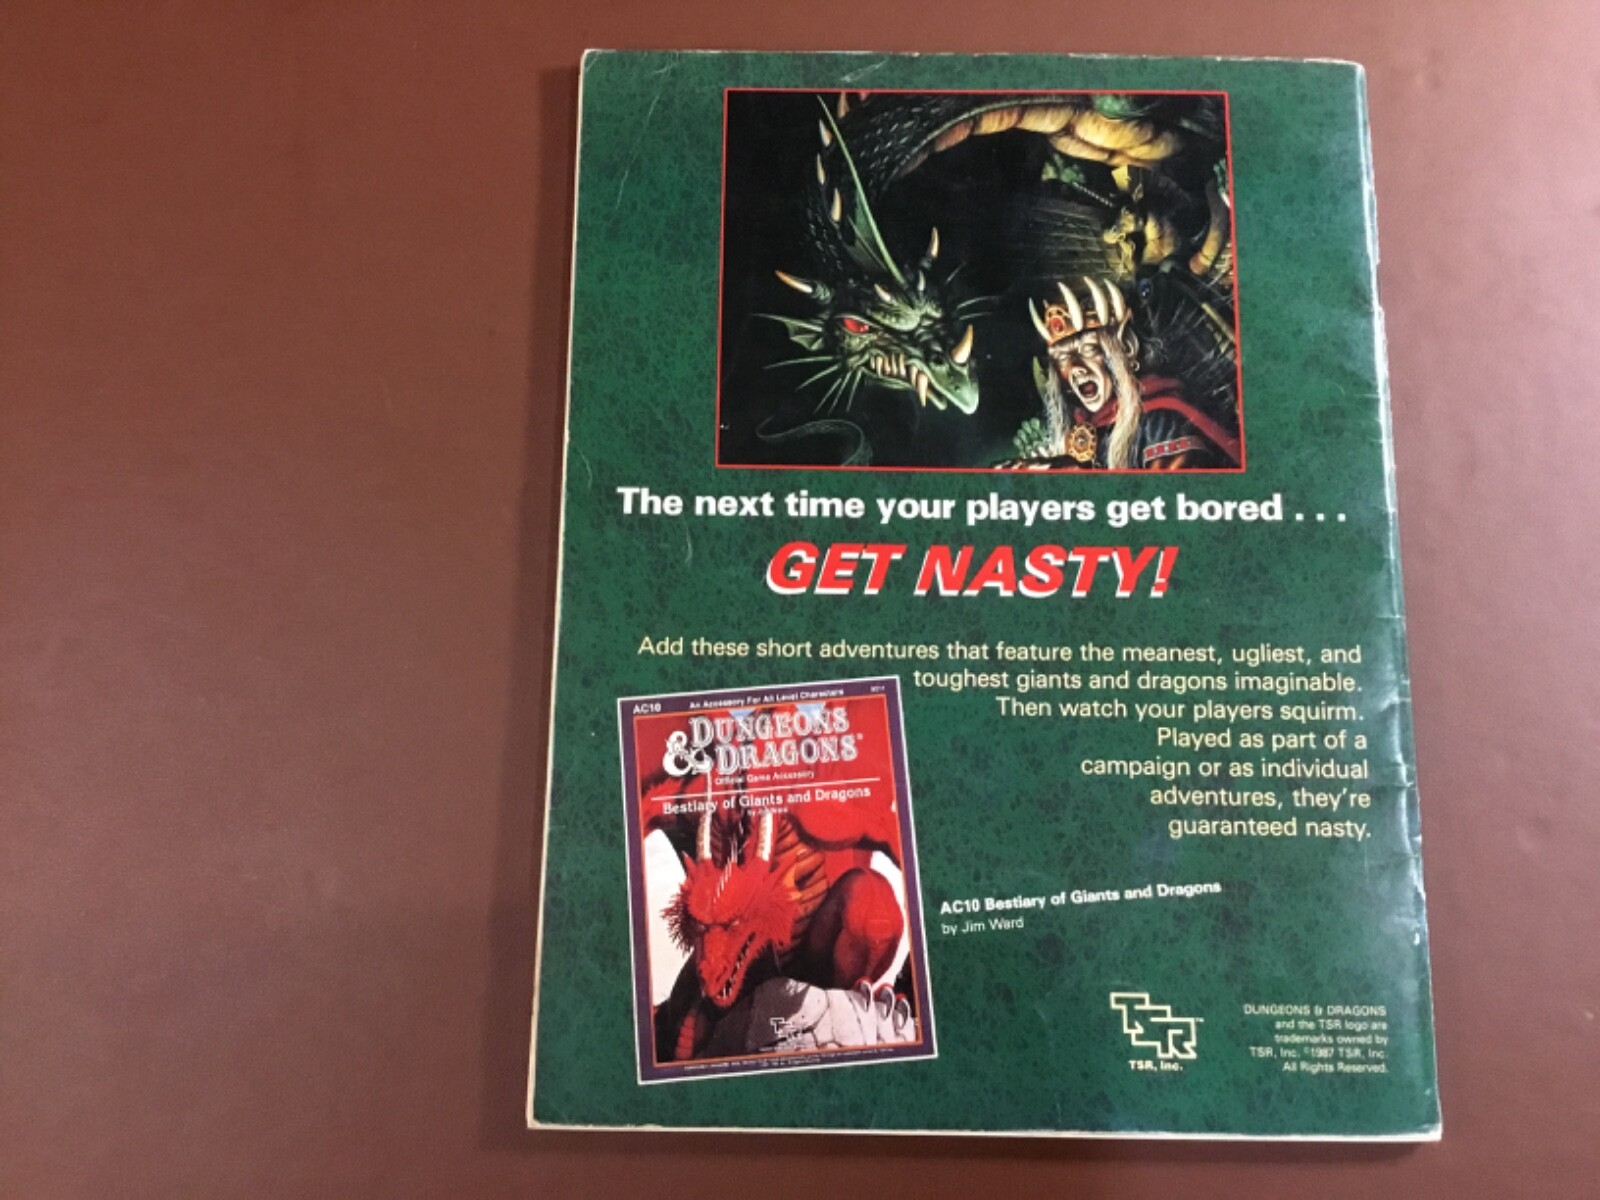 The next time your players get bored . . .
GET NASTY!
Add these short adventures that feature the meanest, ugliest, and
toughest giants and dragons imaginable.
Then watch your players squirm.
Played as part of a
campaign or as individual
adventures, they're
guaranteed nasty.
AC10 An Accessory For All Level Characters
DUNGEONS
& DRAGONS®
Official Game Accessory
Bestiary of Giants and Dragons
AC10 Bestiary of Giants and Dragons
by Jim Ward
TSR™
TSR, Inc.
DUNGEONS & DRAGONS
and the TSR logo are
trademarks owned by
TSR, Inc. ©1987 TSR, Inc.
All Rights Reserved.